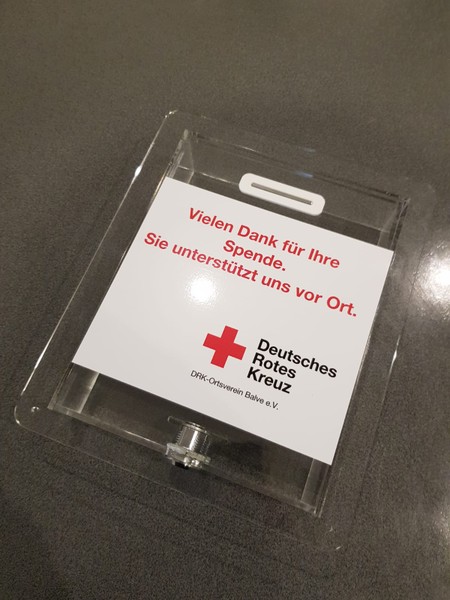 Vielen Dank für Ihre
Spende.
Sie unterstützt uns vor Ort.
Deutsches
Rotes
Kreuz
DRK-Ortsverein Balve e.V.